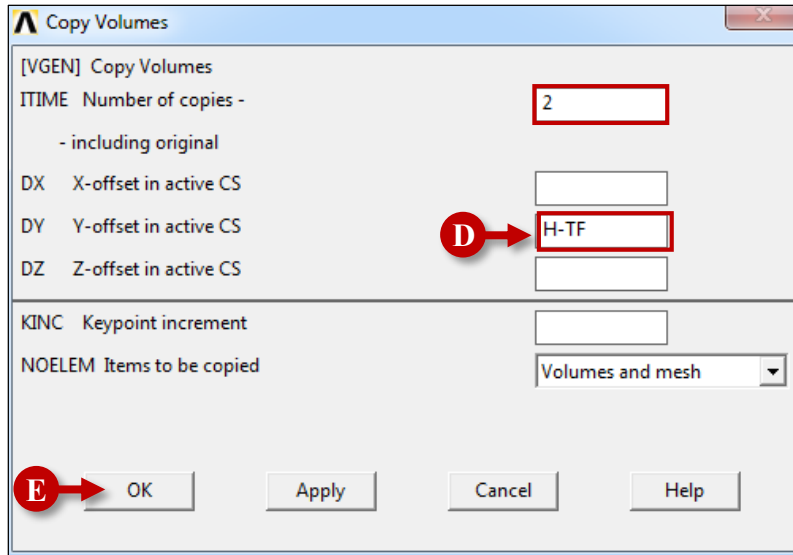 Copy Volumes
[VGEN] Copy Volumes
ITIME Number of copies - 2
- including original
DX X-offset in active CS
DY Y-offset in active CS D H-TF
DZ Z-offset in active CS
KINC Keypoint increment
NOELEM Items to be copied Volumes and mesh
E OK Apply Cancel Help